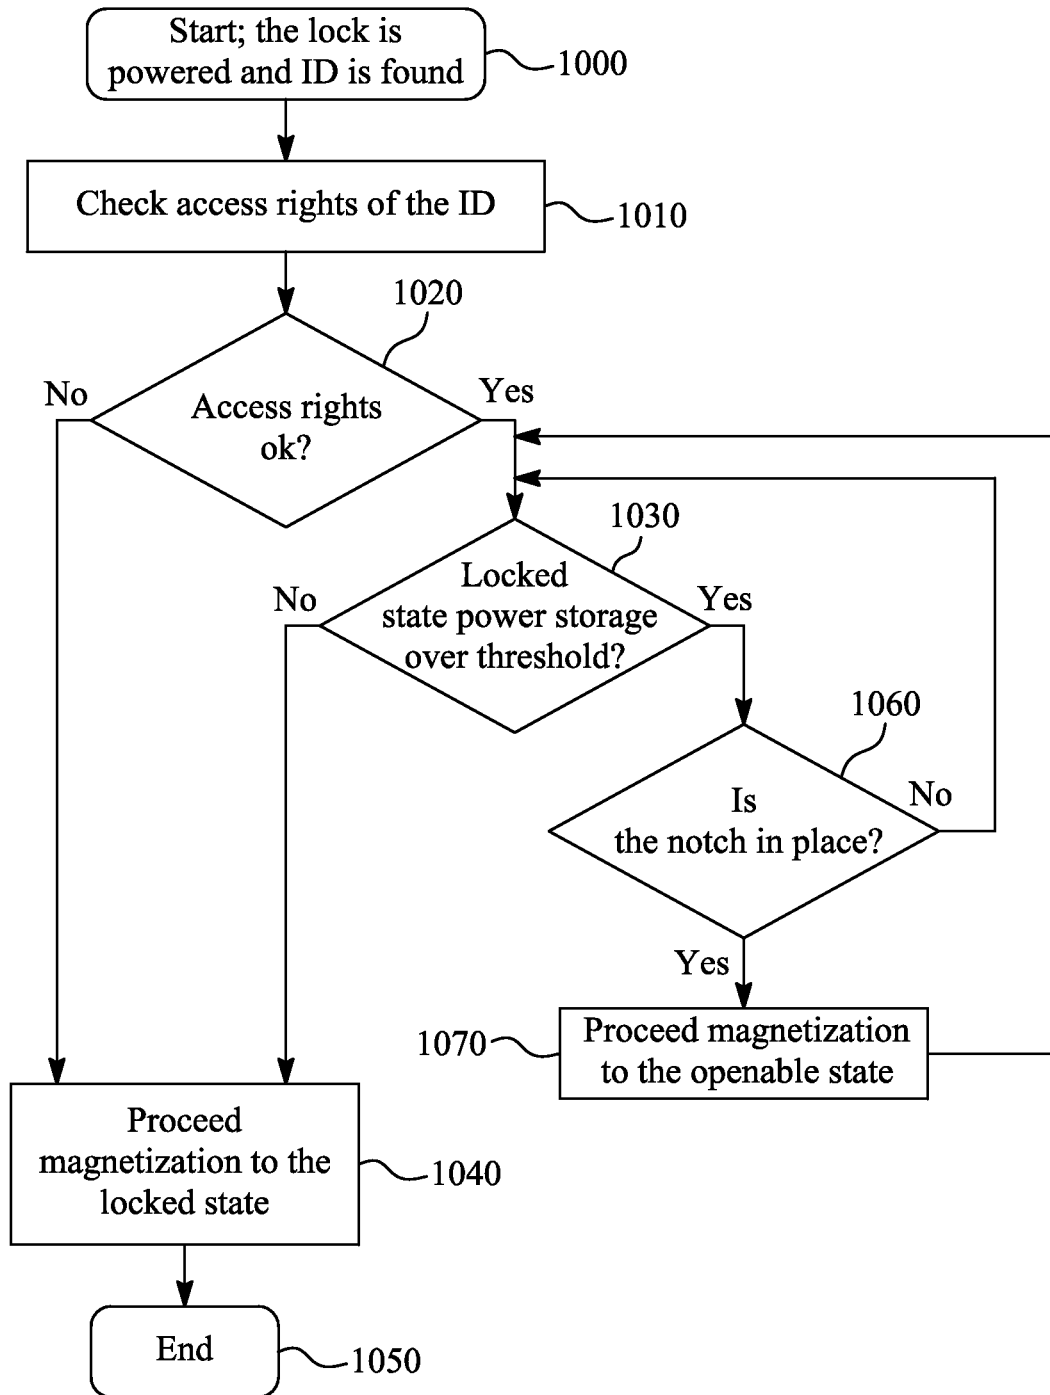 Start; the lock is
powered and ID is found
1000
Check access rights of the ID
1010
1020
No
Yes
Access rights
ok?
1030
No
Yes
Locked
state power storage
over threshold?
1060
No
Is
the notch in place?
Yes
1070
Proceed magnetization
to the openable state
Proceed
magnetization to the
locked state
1040
End
1050